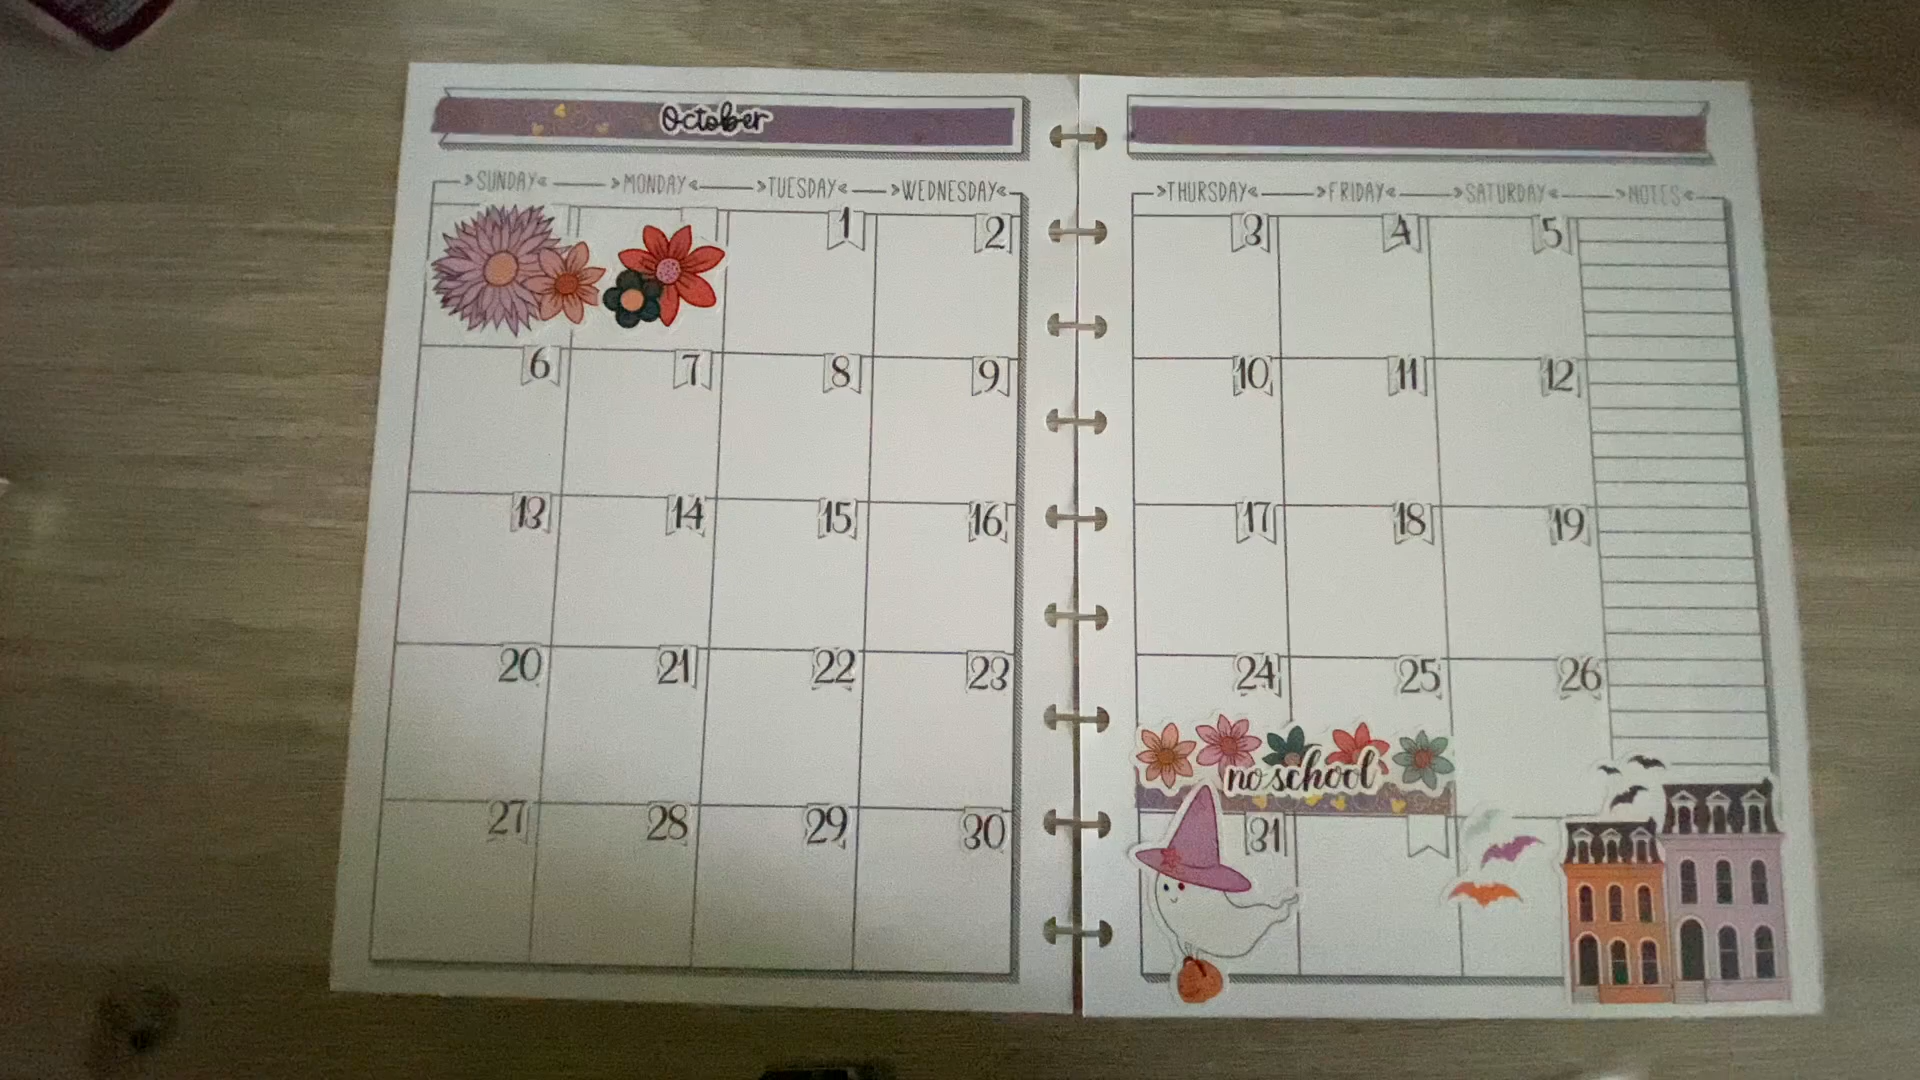 October
»SUNDAY« »MONDAY« »TUESDAY« »WEDNESDAY« »THURSDAY« »FRIDAY« »SATURDAY« »NOTES«
1 2 3 4 5
6 7 8 9 10 11 12
13 14 15 16 17 18 19
20 21 22 23 24 25 26
no school
27 28 29 30 31